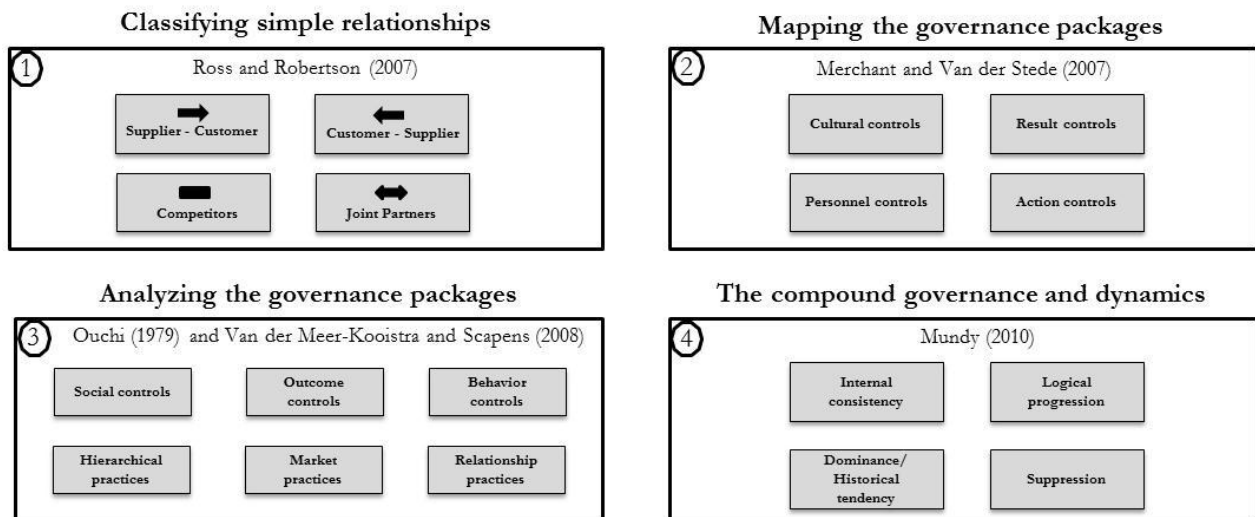 Classifying simple relationships
1
Ross and Robertson (2007)
Supplier - Customer
Customer - Supplier
Competitors
Joint Partners
Mapping the governance packages
2
Merchant and Van der Stede (2007)
Cultural controls
Result controls
Personnel controls
Action controls
Analyzing the governance packages
3
Ouchi (1979) and Van der Meer-Kooistra and Scapens (2008)
Social controls
Outcome
controls
Behavior
controls
Hierarchical
practices
Market
practices
Relationship
practices
The compound governance and dynamics
4
Mundy (2010)
Internal
consistency
Logical
progression
Dominance/
Historical
tendency
Suppression